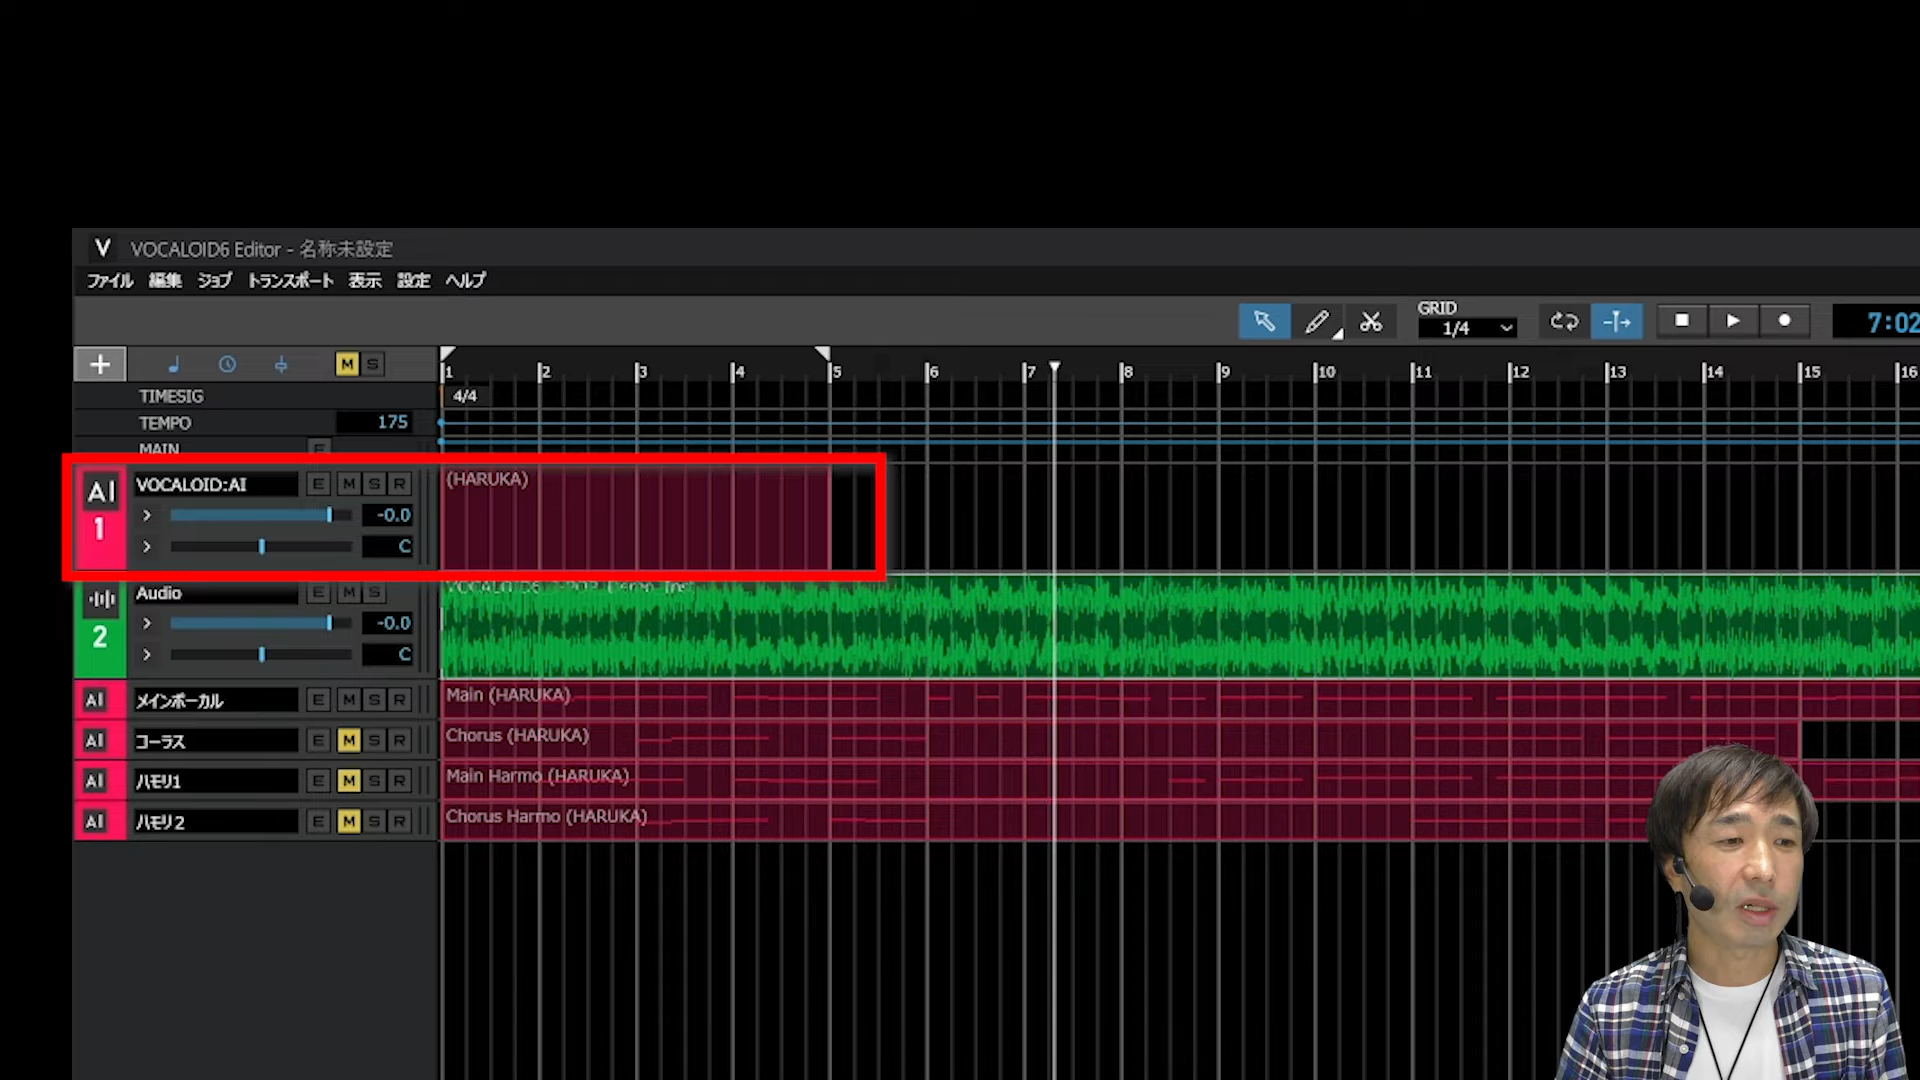 V VOCALOID6 Editor - 名称未設定
ファイル 編集 ジョブ トランスポート 表示 設定 ヘルプ
GRID
1/4
7:02
+ M S
1 2 3 4 5 6 7 8 9 10 11 12 13 14 15 16
TIMESIG 4/4
TEMPO 175
MAIN E
AI 1 VOCALOID:AI E M S R (HARUKA)
-0.0
C
2 Audio E M S VOCALOID6 J-POP Demo Inst
-0.0
C
AI メインボーカル E M S R Main (HARUKA)
AI コーラス E M S R Chorus (HARUKA)
AI ハモリ1 E M S R Main Harmo (HARUKA)
AI ハモリ2 E M S R Chorus Harmo (HARUKA)